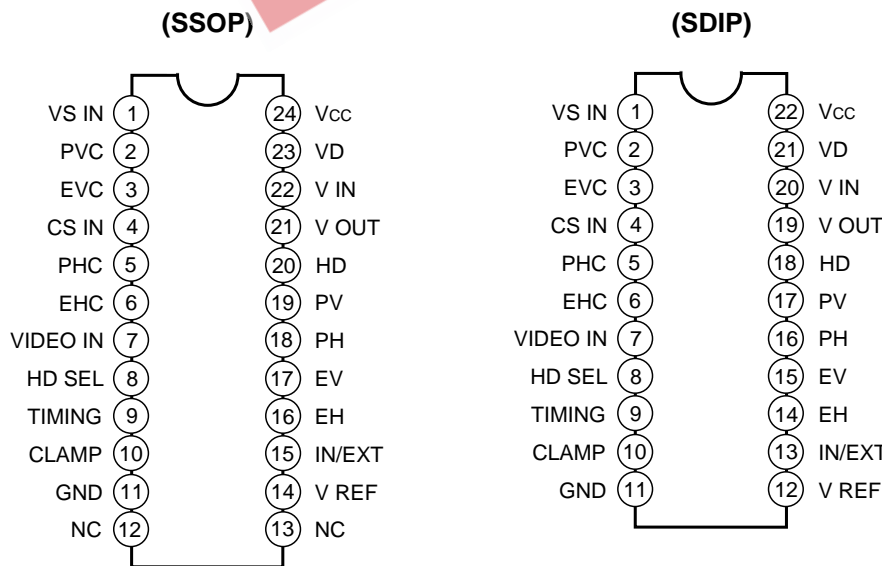 (SSOP)
VS IN 1 24 VCC
PVC 2 23 VD
EVC 3 22 V IN
CS IN 4 21 V OUT
PHC 5 20 HD
EHC 6 19 PV
VIDEO IN 7 18 PH
HD SEL 8 17 EV
TIMING 9 16 EH
CLAMP 10 15 IN/EXT
GND 11 14 V REF
NC 12 13 NC
(SDIP)
VS IN 1 22 VCC
PVC 2 21 VD
EVC 3 20 V IN
CS IN 4 19 V OUT
PHC 5 18 HD
EHC 6 17 PV
VIDEO IN 7 16 PH
HD SEL 8 15 EV
TIMING 9 14 EH
CLAMP 10 13 IN/EXT
GND 11 12 V REF